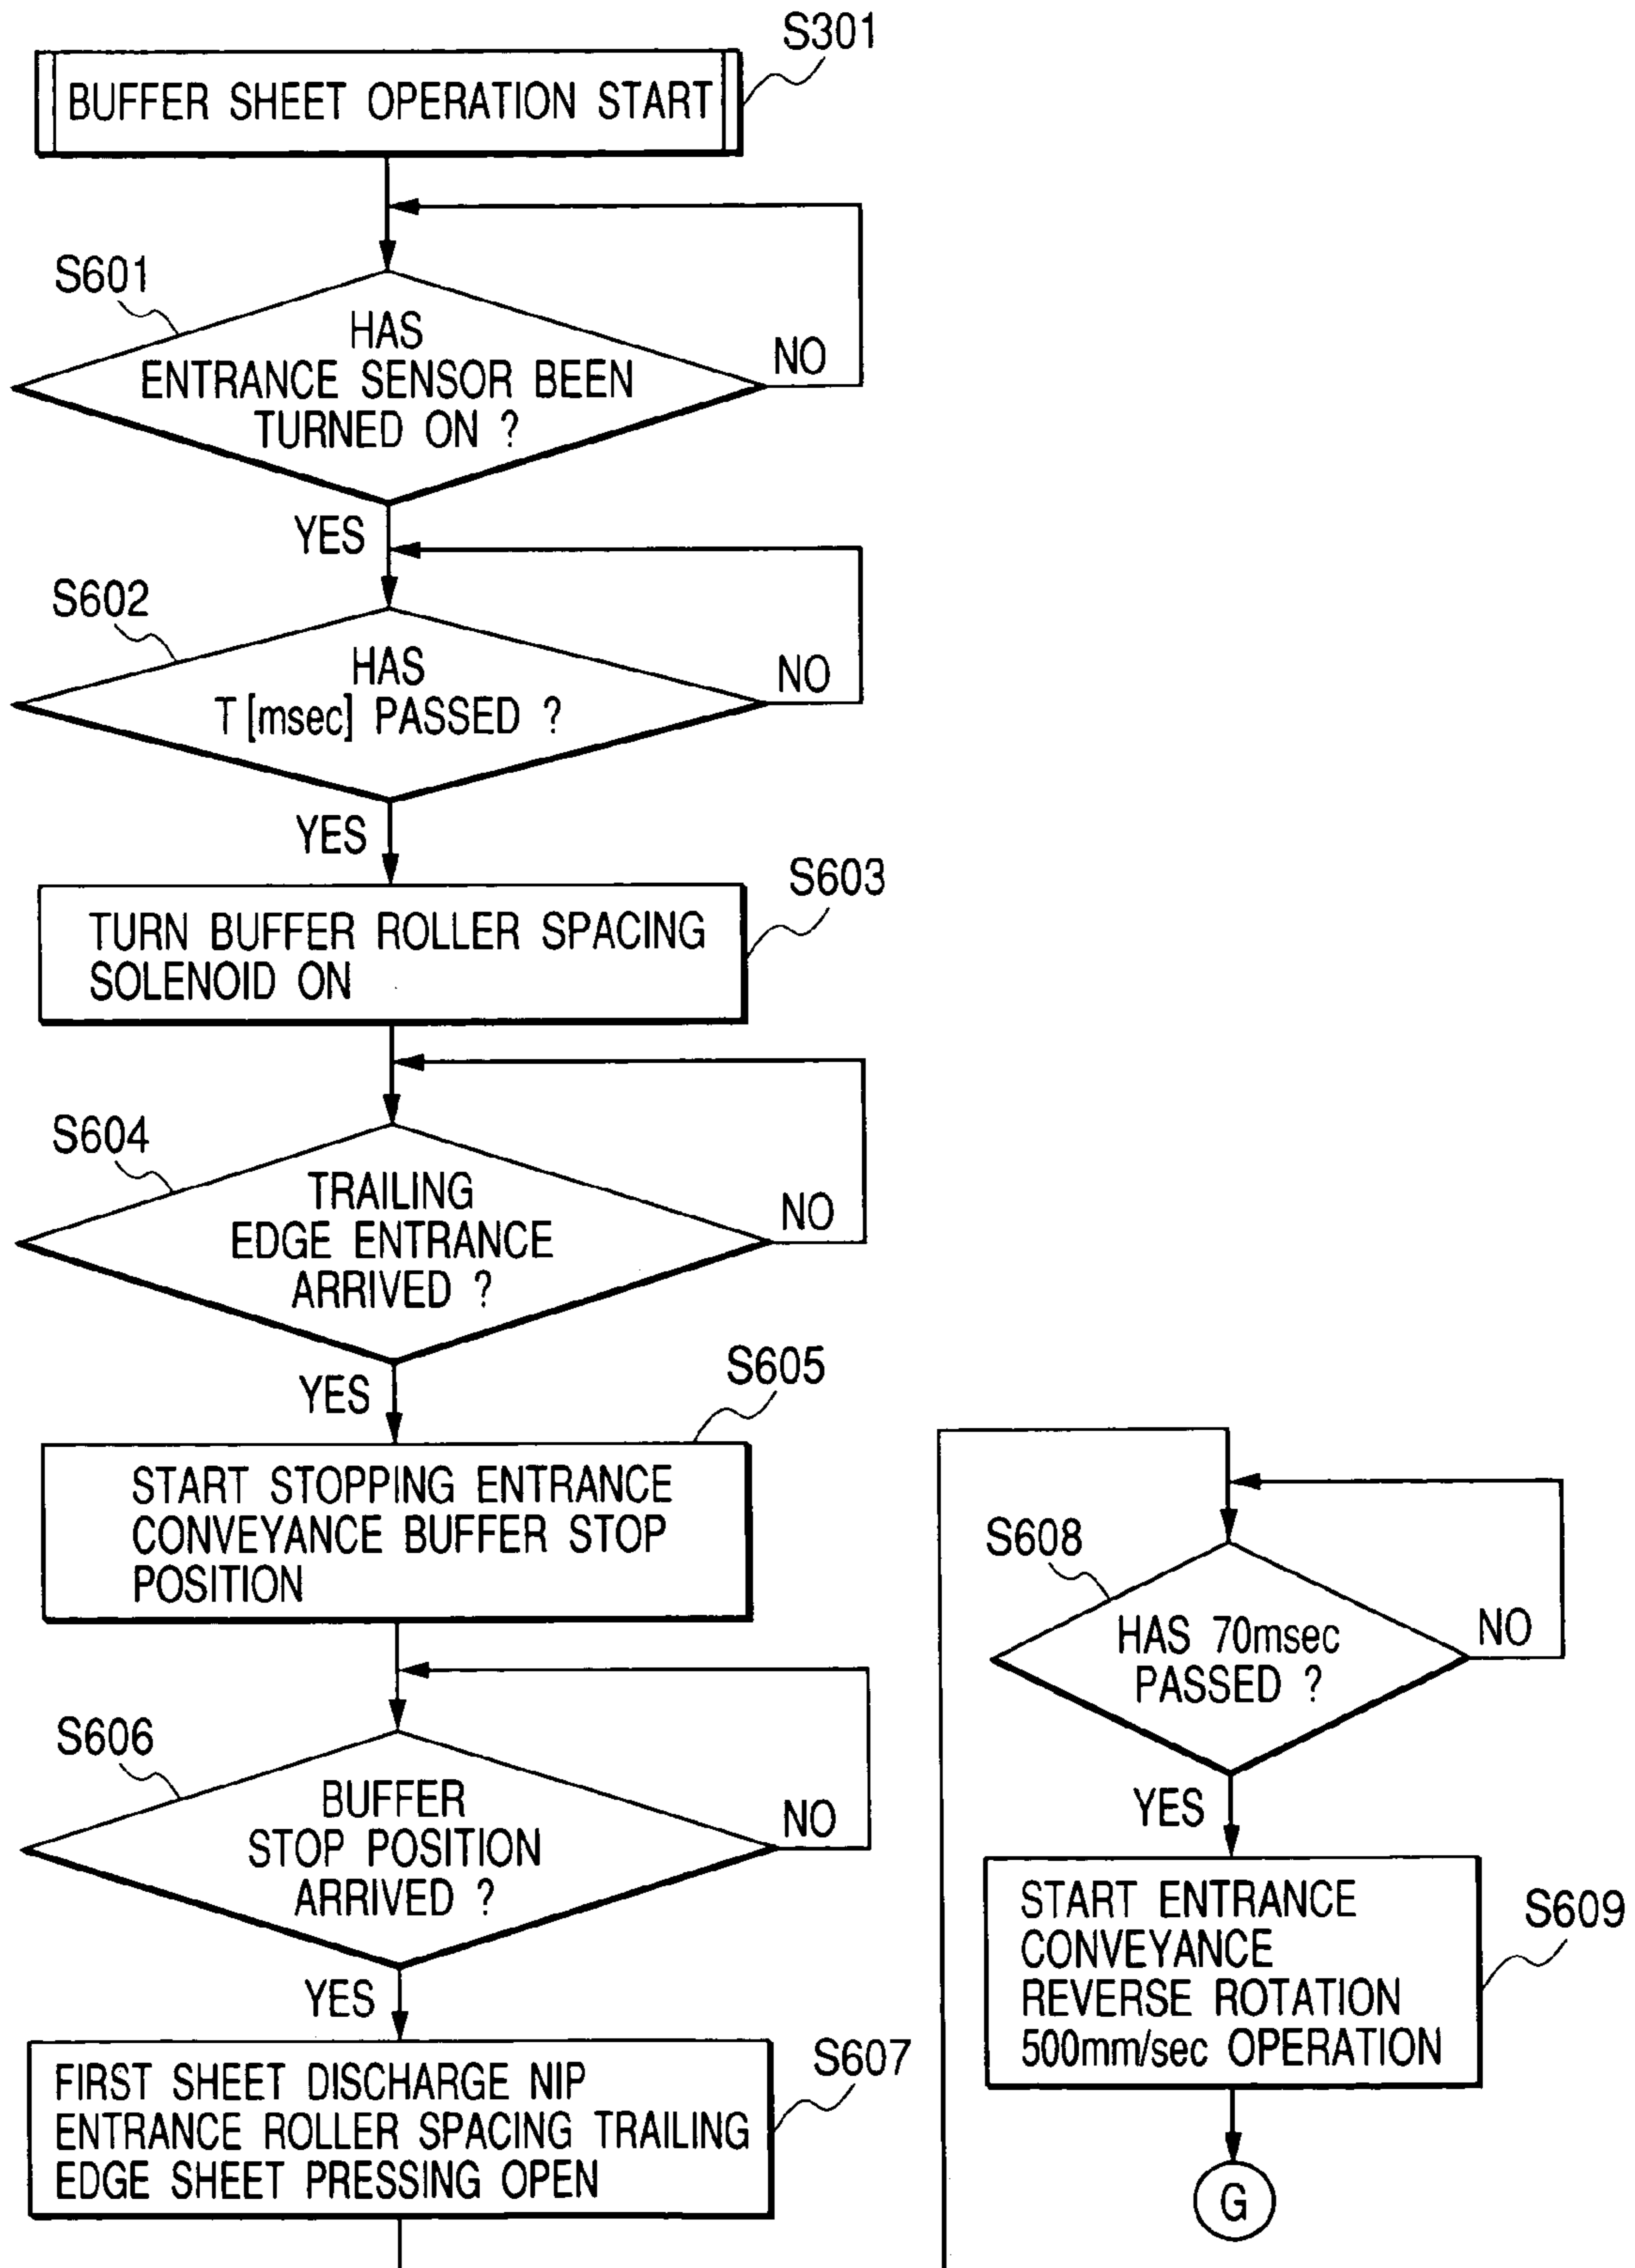 S301
BUFFER SHEET OPERATION START
S601
HAS
ENTRANCE SENSOR BEEN
TURNED ON ?
NO
YES
S602
HAS
T [msec] PASSED ?
NO
YES
S603
TURN BUFFER ROLLER SPACING
SOLENOID ON
S604
TRAILING
EDGE ENTRANCE
ARRIVED ?
NO
YES
S605
START STOPPING ENTRANCE
CONVEYANCE BUFFER STOP
POSITION
S606
BUFFER
STOP POSITION
ARRIVED ?
NO
YES
S607
FIRST SHEET DISCHARGE NIP
ENTRANCE ROLLER SPACING TRAILING
EDGE SHEET PRESSING OPEN
S608
HAS 70msec
PASSED ?
NO
YES
S609
START ENTRANCE
CONVEYANCE
REVERSE ROTATION
500mm/sec OPERATION
G